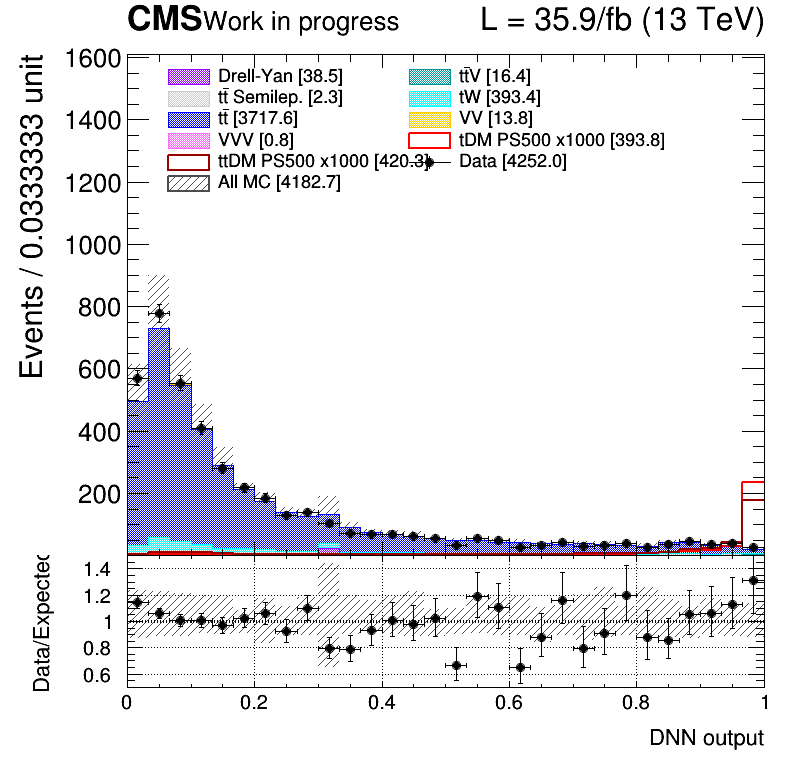 CMS Work in progress L = 35.9/fb (13 TeV)
Events / 0.0333333 unit
1600
1400
1200
1000
800
600
400
200
Drell-Yan [38.5] tt̄V [16.4]
tt̄ Semilep. [2.3] tW [393.4]
tt̄ [3717.6] VV [13.8]
VVV [0.8] tDM PS500 x1000 [393.8]
ttDM PS500 x1000 [420.3] Data [4252.0]
All MC [4182.7]
Data/Expected
1.4
1.2
1
0.8
0.6
0 0.2 0.4 0.6 0.8 1
DNN output